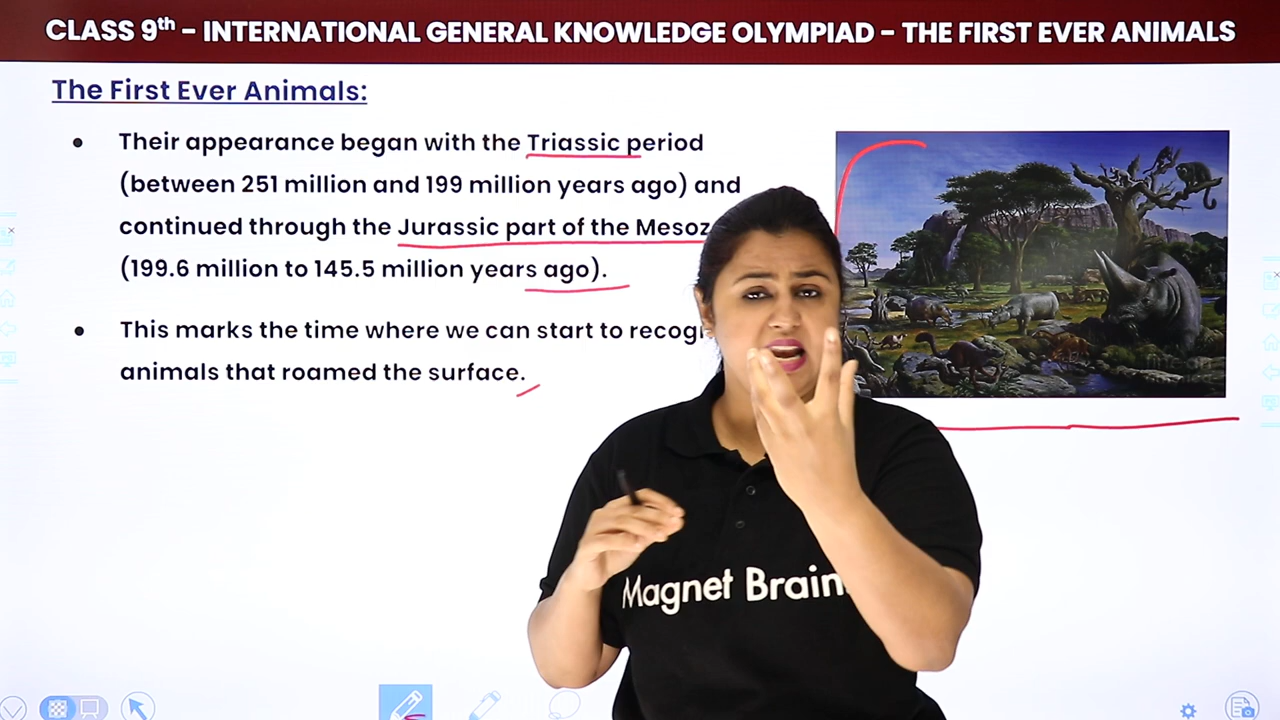 CLASS 9th – INTERNATIONAL GENERAL KNOWLEDGE OLYMPIAD – THE FIRST EVER ANIMALS
The First Ever Animals:
• Their appearance began with the Triassic period
(between 251 million and 199 million years ago) and
continued through the Jurassic part of the
(199.6 million to 145.5 million years ago).
• This marks the time where we can start to
animals that roamed the surface.
Magnet